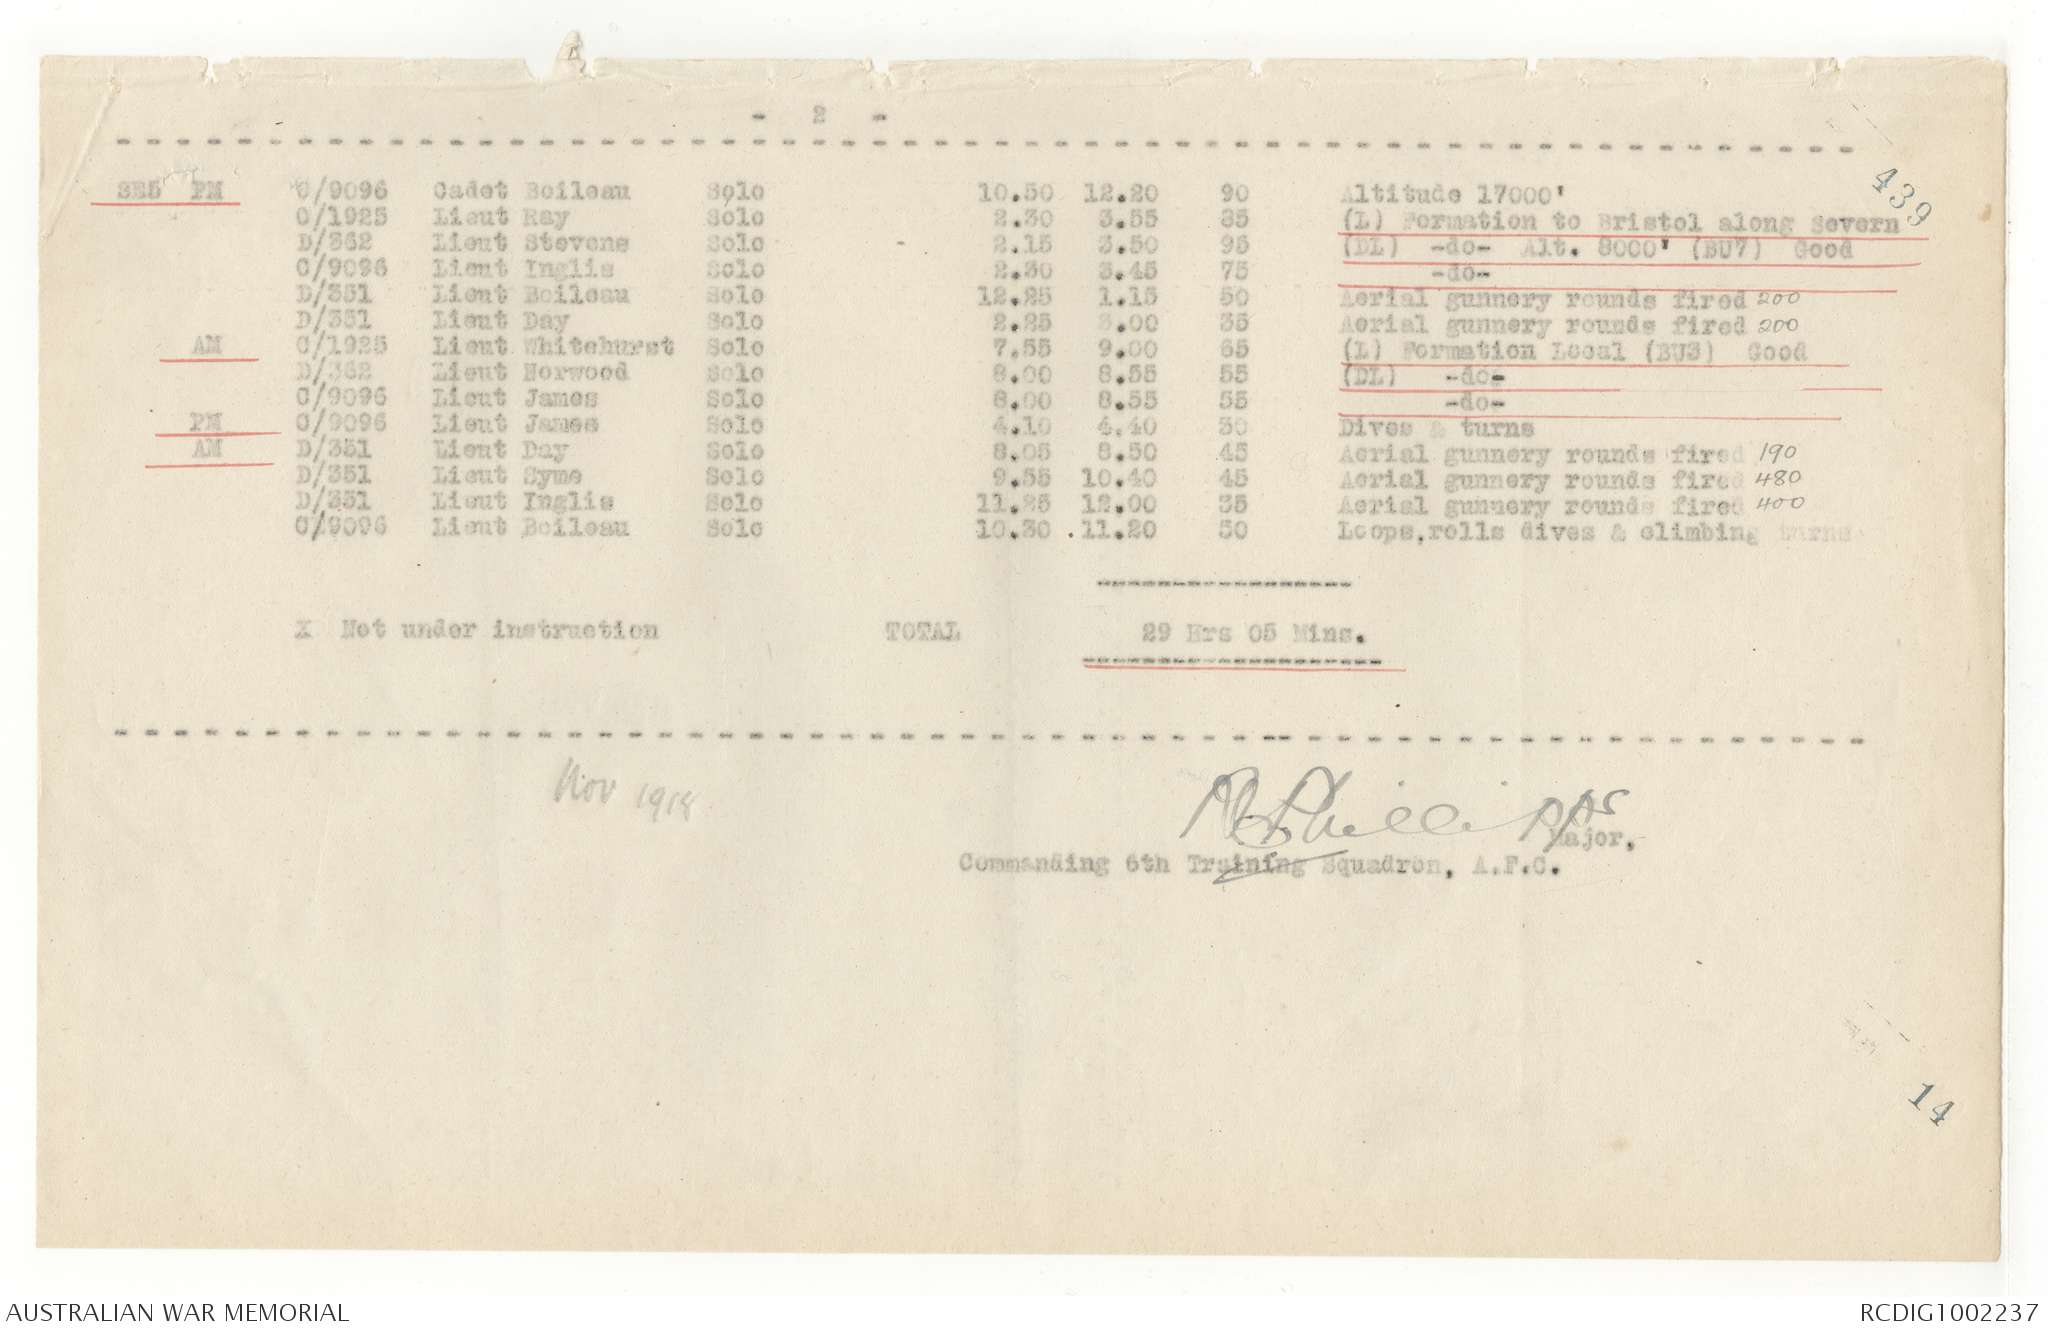 - 2 -
439
SE5 PM C/9096 Cadet Boileau Solo 10.50 12.20 90 Altitude 17000'
C/1925 Lieut Ray Solo 2.30 3.55 85 (L) Formation to Bristol along Severn
D/362 Lieut Stevens Solo 2.15 3.50 95 (DL) -do- Alt. 8000' (BU7) Good
C/9096 Lieut Inglis Solo 2.30 3.45 75 -do-
D/351 Lieut Boileau Solo 12.25 1.15 50 Aerial gunnery rounds fired 200
D/351 Lieut Day Solo 2.25 3.00 35 Aerial gunnery rounds fired 200
AM C/1925 Lieut Whitehurst Solo 7.55 9.00 65 (L) Formation Local (BU3) Good
D/362 Lieut Norwood Solo 8.00 8.55 55 (DL) -do-
C/9096 Lieut James Solo 8.00 8.55 55 -do-
PM C/9096 Lieut James Solo 4.10 4.40 30 Dives & turns
AM D/351 Lieut Day Solo 8.05 8.50 45 Aerial gunnery rounds fired 190
D/351 Lieut Syme Solo 9.55 10.40 45 Aerial gunnery rounds fired 480
D/351 Lieut Inglis Solo 11.25 12.00 35 Aerial gunnery rounds fired 400
C/9096 Lieut Boileau Solo 10.30 11.20 50 Loops,rolls dives & climbing turns
X Not under instruction TOTAL 29 Hrs 05 Mins.
Nov 1918
Phillipps
Major,
Commanding 6th Training Squadron, A.F.C.
14
AUSTRALIAN WAR MEMORIAL RCDIG1002237